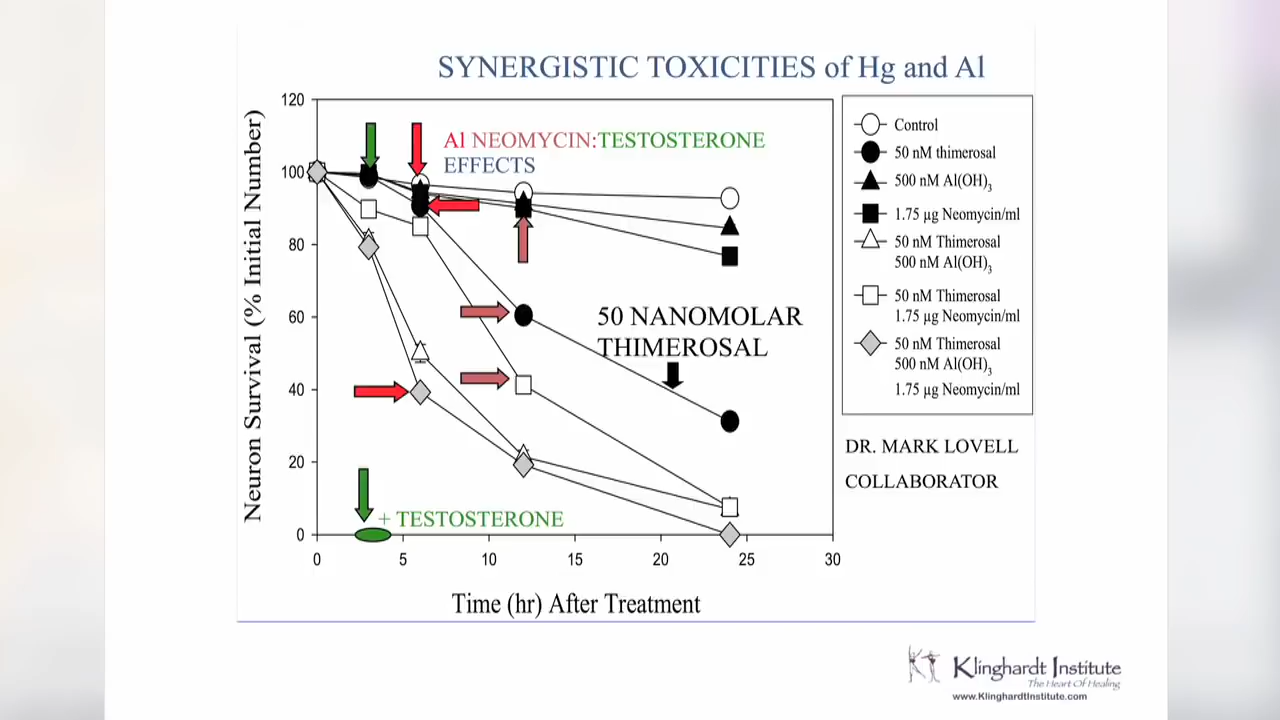 SYNERGISTIC TOXICITIES of Hg and Al
120
100
80
60
40
20
0
Neuron Survival (% Initial Number)
Al NEOMYCIN:TESTOSTERONE
EFFECTS
50 NANOMOLAR
THIMEROSAL
+ TESTOSTERONE
0
5
10
15
20
25
30
Time (hr) After Treatment
Control
50 nM thimerosal
500 nM Al(OH)3
1.75 µg Neomycin/ml
50 nM Thimerosal
500 nM Al(OH)3
50 nM Thimerosal
1.75 µg Neomycin/ml
50 nM Thimerosal
500 nM Al(OH)3
1.75 µg Neomycin/ml
DR. MARK LOVELL
COLLABORATOR
Klinghardt Institute
The Heart Of Healing
www.KlinghardtInstitute.com